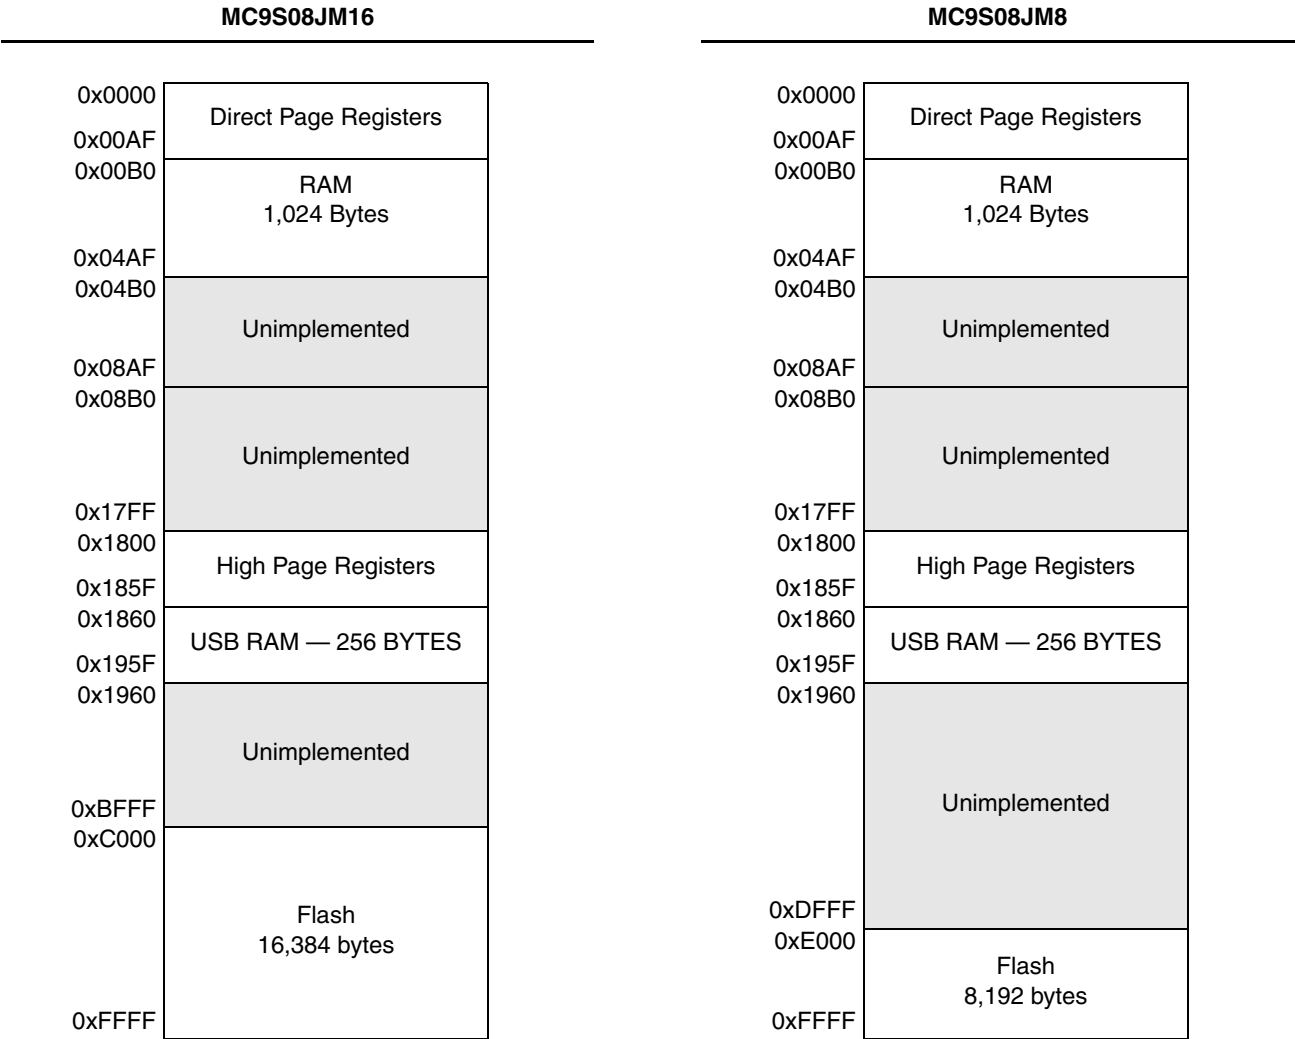 MC9S08JM16
0x0000
Direct Page Registers
0x00AF
0x00B0
RAM
1,024 Bytes
0x04AF
0x04B0
Unimplemented
0x08AF
0x08B0
Unimplemented
0x17FF
0x1800
High Page Registers
0x185F
0x1860
USB RAM — 256 BYTES
0x195F
0x1960
Unimplemented
0xBFFF
0xC000
Flash
16,384 bytes
0xFFFF
MC9S08JM8
0x0000
Direct Page Registers
0x00AF
0x00B0
RAM
1,024 Bytes
0x04AF
0x04B0
Unimplemented
0x08AF
0x08B0
Unimplemented
0x17FF
0x1800
High Page Registers
0x185F
0x1860
USB RAM — 256 BYTES
0x195F
0x1960
Unimplemented
0xDFFF
0xE000
Flash
8,192 bytes
0xFFFF